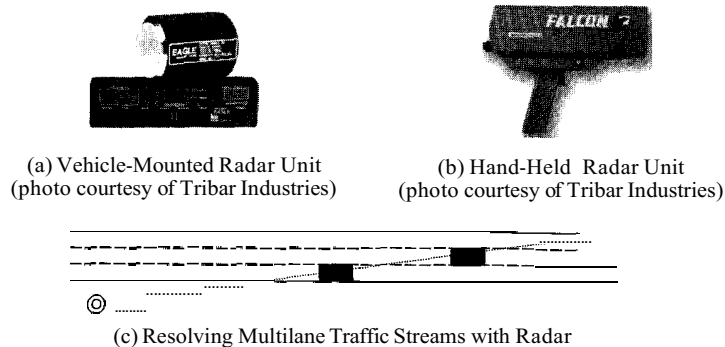 EAGLE
FALCON
(a) Vehicle-Mounted Radar Unit
(photo courtesy of Tribar Industries)
(b) Hand-Held Radar Unit
(photo courtesy of Tribar Industries)
(c) Resolving Multilane Traffic Streams with Radar